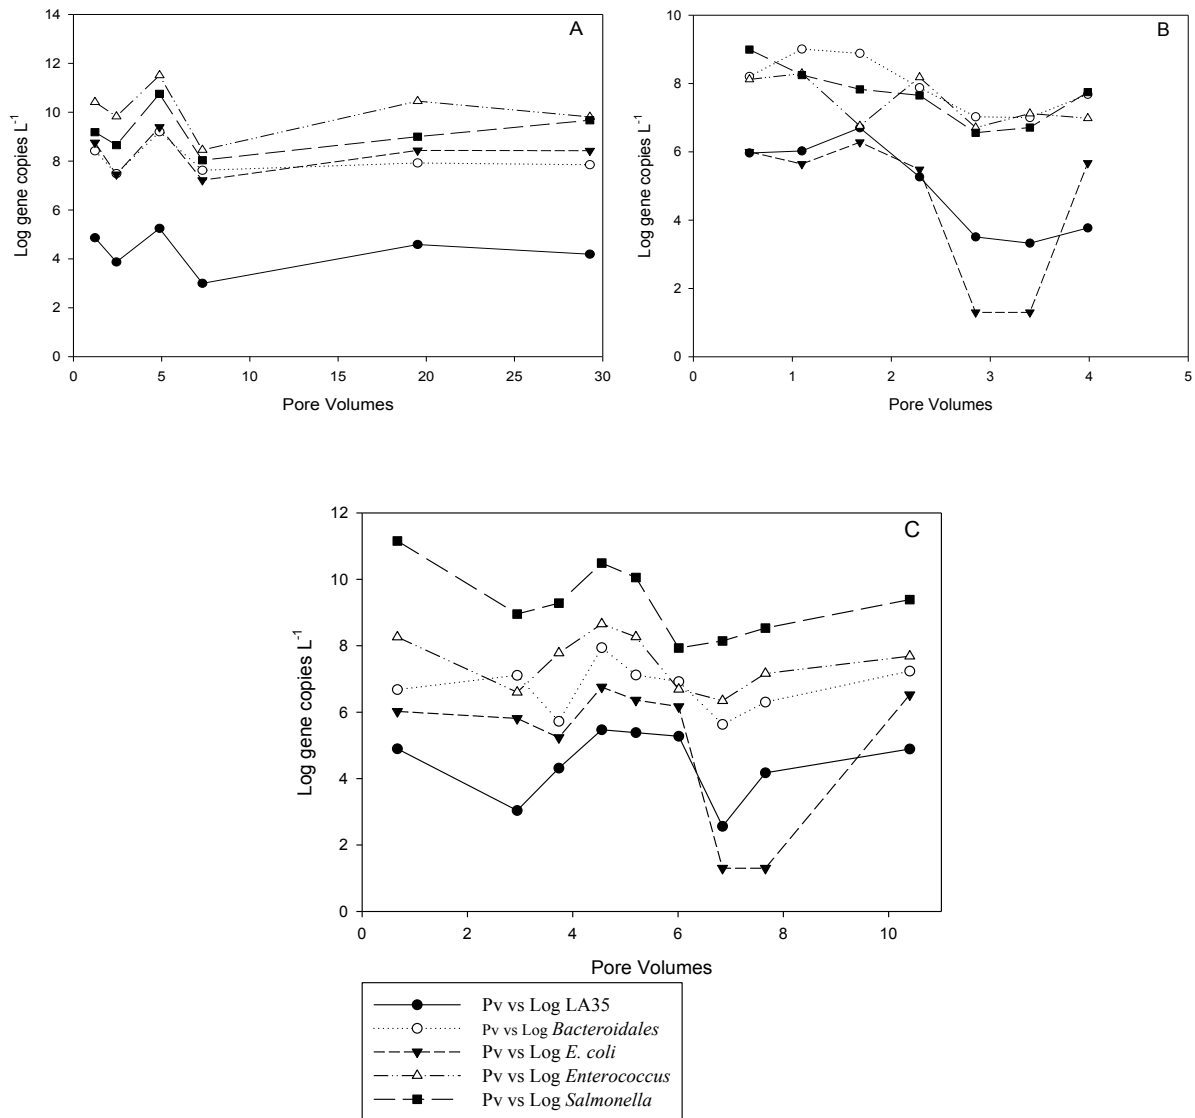 A
14
12
10
8
6
4
2
0
Log gene copies L-1
0 5 10 15 20 25 30
Pore Volumes
B
10
8
6
4
2
0
Log gene copies L-1
0 1 2 3 4 5
Pore Volumes
C
12
10
8
6
4
2
0
Log gene copies L-1
0 2 4 6 8 10
Pore Volumes
Pv vs Log LA35
Pv vs Log Bacteroidales
Pv vs Log E. coli
Pv vs Log Enterococcus
Pv vs Log Salmonella